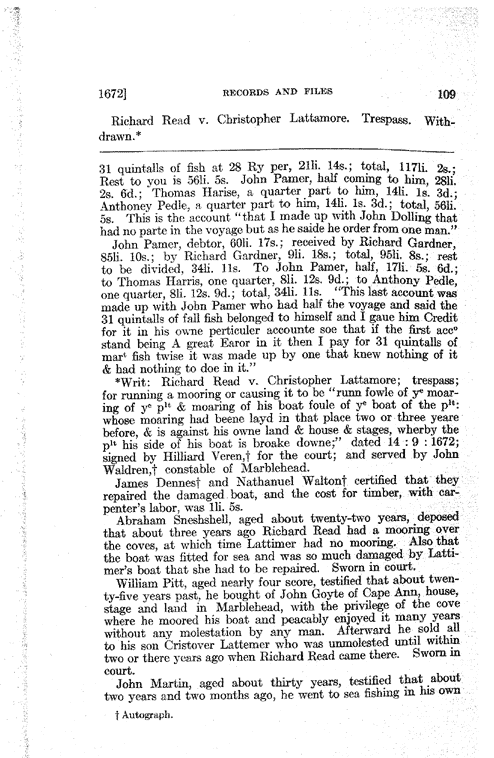 1672] RECORDS AND FILES 109
Richard Read v. Christopher Lattamore. Trespass. With-
drawn.*
31 quintalls of fish at 28 Ry per, 21li. 14s.; total, 117li. 2s.;
Rest to you is 56li. 5s. John Pamer, half coming to him, 28li.
2s. 6d.; Thomas Harise, a quarter part to him, 14li. 1s. 3d.;
Anthoney Pedle, a quarter part to him, 14li. 1s. 3d.; total, 56li.
5s. This is the account "that I made up with John Dolling that
had no parte in the voyage but as he saide he order from one man."
John Pamer, debtor, 60li. 17s.; received by Richard Gardner,
85li. 10s.; by Richard Gardner, 9li. 18s.; total, 95li. 8s.; rest
to be divided, 34li. 11s. To John Pamer, half, 17li. 5s. 6d.;
to Thomas Harris, one quarter, 8li. 12s. 9d.; to Anthony Pedle,
one quarter, 8li. 12s. 9d.; total, 34li. 11s. "This last account was
made up with John Pamer who had half the voyage and said the
31 quintalls of fall fish belonged to himself and I gaue him Credit
for it in his owne perticuler accounte soe that if the first accᵒ
stand being A great Earor in it then I pay for 31 quintalls of
marᵗ fish twise it was made up by one that knew nothing of it
& had nothing to doe in it."
*Writ: Richard Read v. Christopher Lattamore; trespass;
for running a mooring or causing it to be "runn fowle of yᵉ moar-
ing of yᵉ pˡᵗ & moaring of his boat foule of yᵉ boat of the pˡᵗ:
whose moaring had beene layd in that place two or three yeare
before, & is against his owne land & house & stages, wherby the
pˡᵗ his side of his boat is broake downe;" dated 14 : 9 : 1672;
signed by Hilliard Veren,† for the court; and served by John
Waldren,† constable of Marblehead.
James Dennes† and Nathanuel Walton† certified that they
repaired the damaged boat, and the cost for timber, with car-
penter's labor, was 1li. 5s.
Abraham Sneshshell, aged about twenty-two years, deposed
that about three years ago Richard Read had a mooring over
the coves, at which time Lattimer had no mooring. Also that
the boat was fitted for sea and was so much damaged by Latti-
mer's boat that she had to be repaired. Sworn in court.
William Pitt, aged nearly four score, testified that about twen-
ty-five years past, he bought of John Goyte of Cape Ann, house,
stage and land in Marblehead, with the privilege of the cove
where he moored his boat and peacably enjoyed it many years
without any molestation by any man. Afterward he sold all
to his son Cristover Lattemer who was unmolested until within
two or there years ago when Richard Read came there. Sworn in
court.
John Martin, aged about thirty years, testified that about
two years and two months ago, he went to sea fishing in his own
† Autograph.